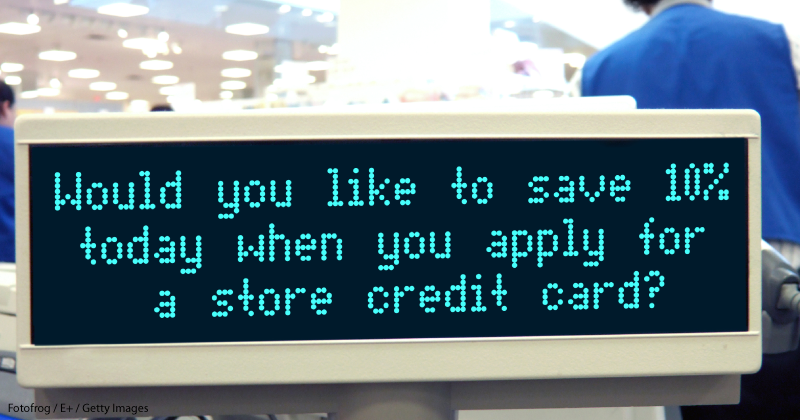 Would you like to save 10%
today when you apply for
a store credit card?
Fotofrog / E+ / Getty Images